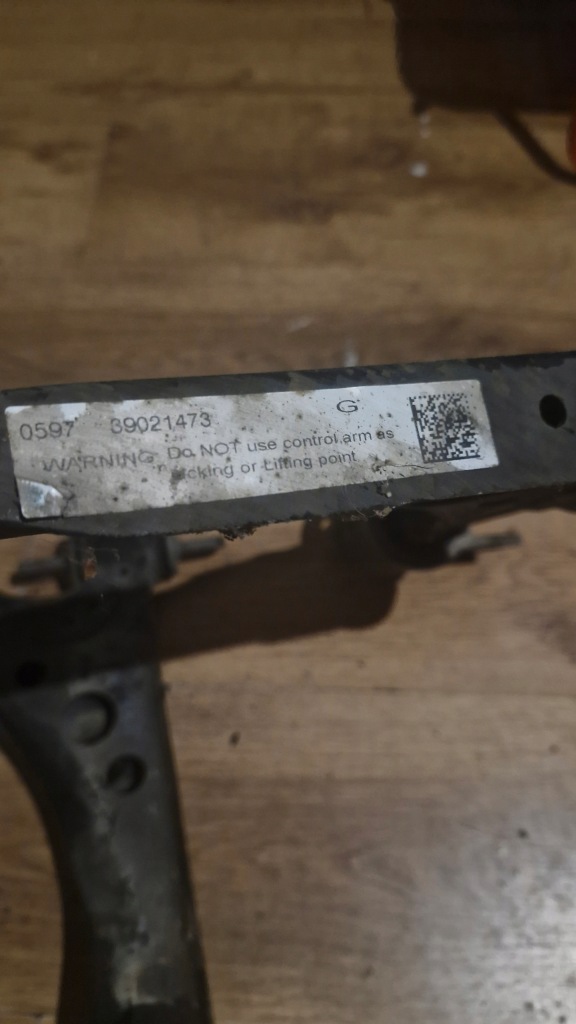 0597 39021473 G
WARNING Do NOT use control arm as
jacking or Lifting point